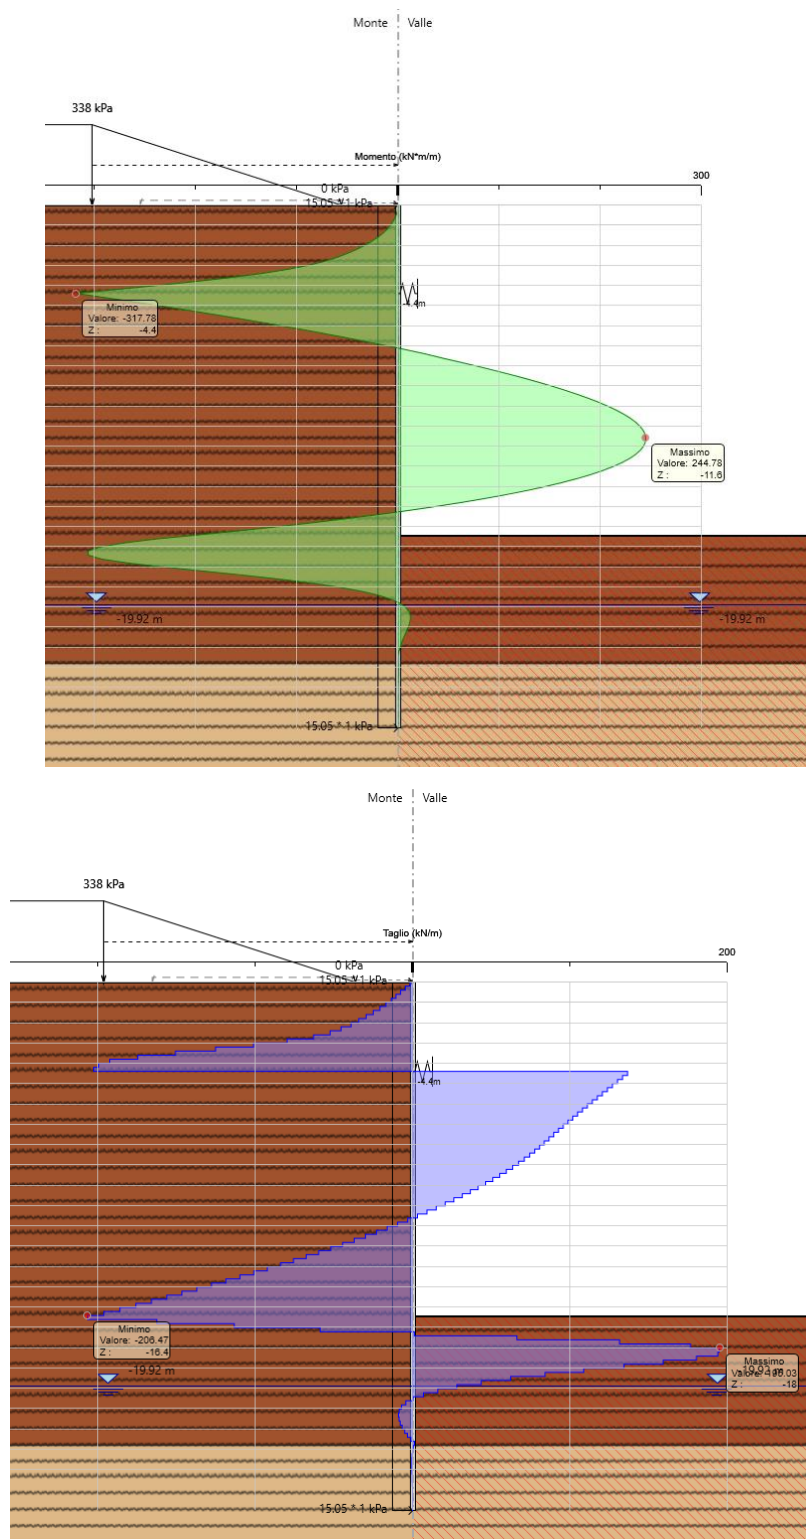 Monte Valle
338 kPa
Momento (kN*m/m)
0 kPa
300
15.05 * 1 kPa
-4.4m
Minimo
Valore: -317.78
Z : -4.4
Massimo
Valore: 244.78
Z : -11.6
-19.92 m
-19.92 m
15.05 * 1 kPa
Monte Valle
338 kPa
Taglio (kN/m)
0 kPa
200
15.05 * 1 kPa
-4.4m
Minimo
Valore: -206.47
Z : -16.4
-19.92 m
Massimo
Z : -18
15.05 * 1 kPa